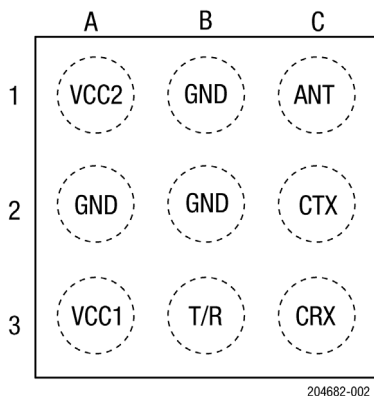 A B C
1 VCC2 GND ANT
2 GND GND CTX
3 VCC1 T/R CRX
204682-002